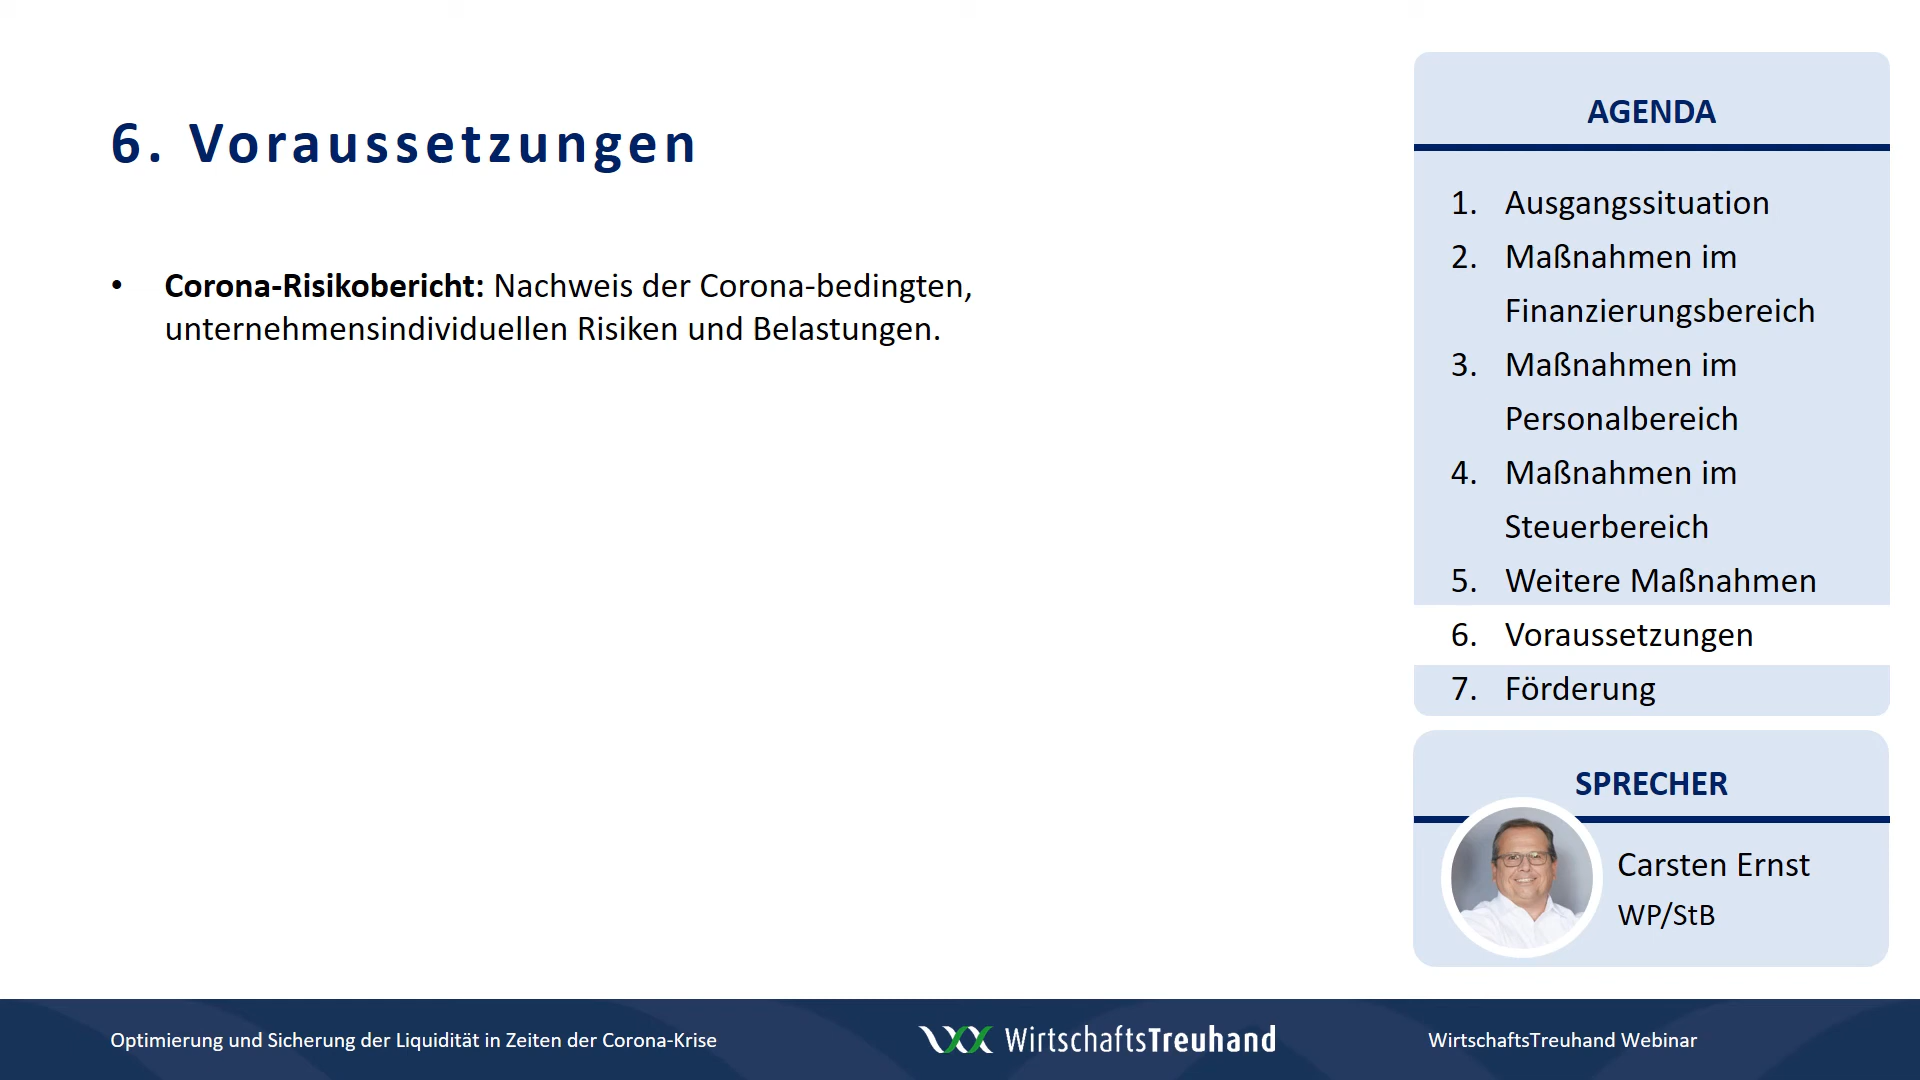 6. Voraussetzungen
• Corona-Risikobericht: Nachweis der Corona-bedingten,
unternehmensindividuellen Risiken und Belastungen.
AGENDA
1. Ausgangssituation
2. Maßnahmen im
Finanzierungsbereich
3. Maßnahmen im
Personalbereich
4. Maßnahmen im
Steuerbereich
5. Weitere Maßnahmen
6. Voraussetzungen
7. Förderung
SPRECHER
Carsten Ernst
WP/StB
Optimierung und Sicherung der Liquidität in Zeiten der Corona-Krise
WirtschaftsTreuhand
WirtschaftsTreuhand Webinar